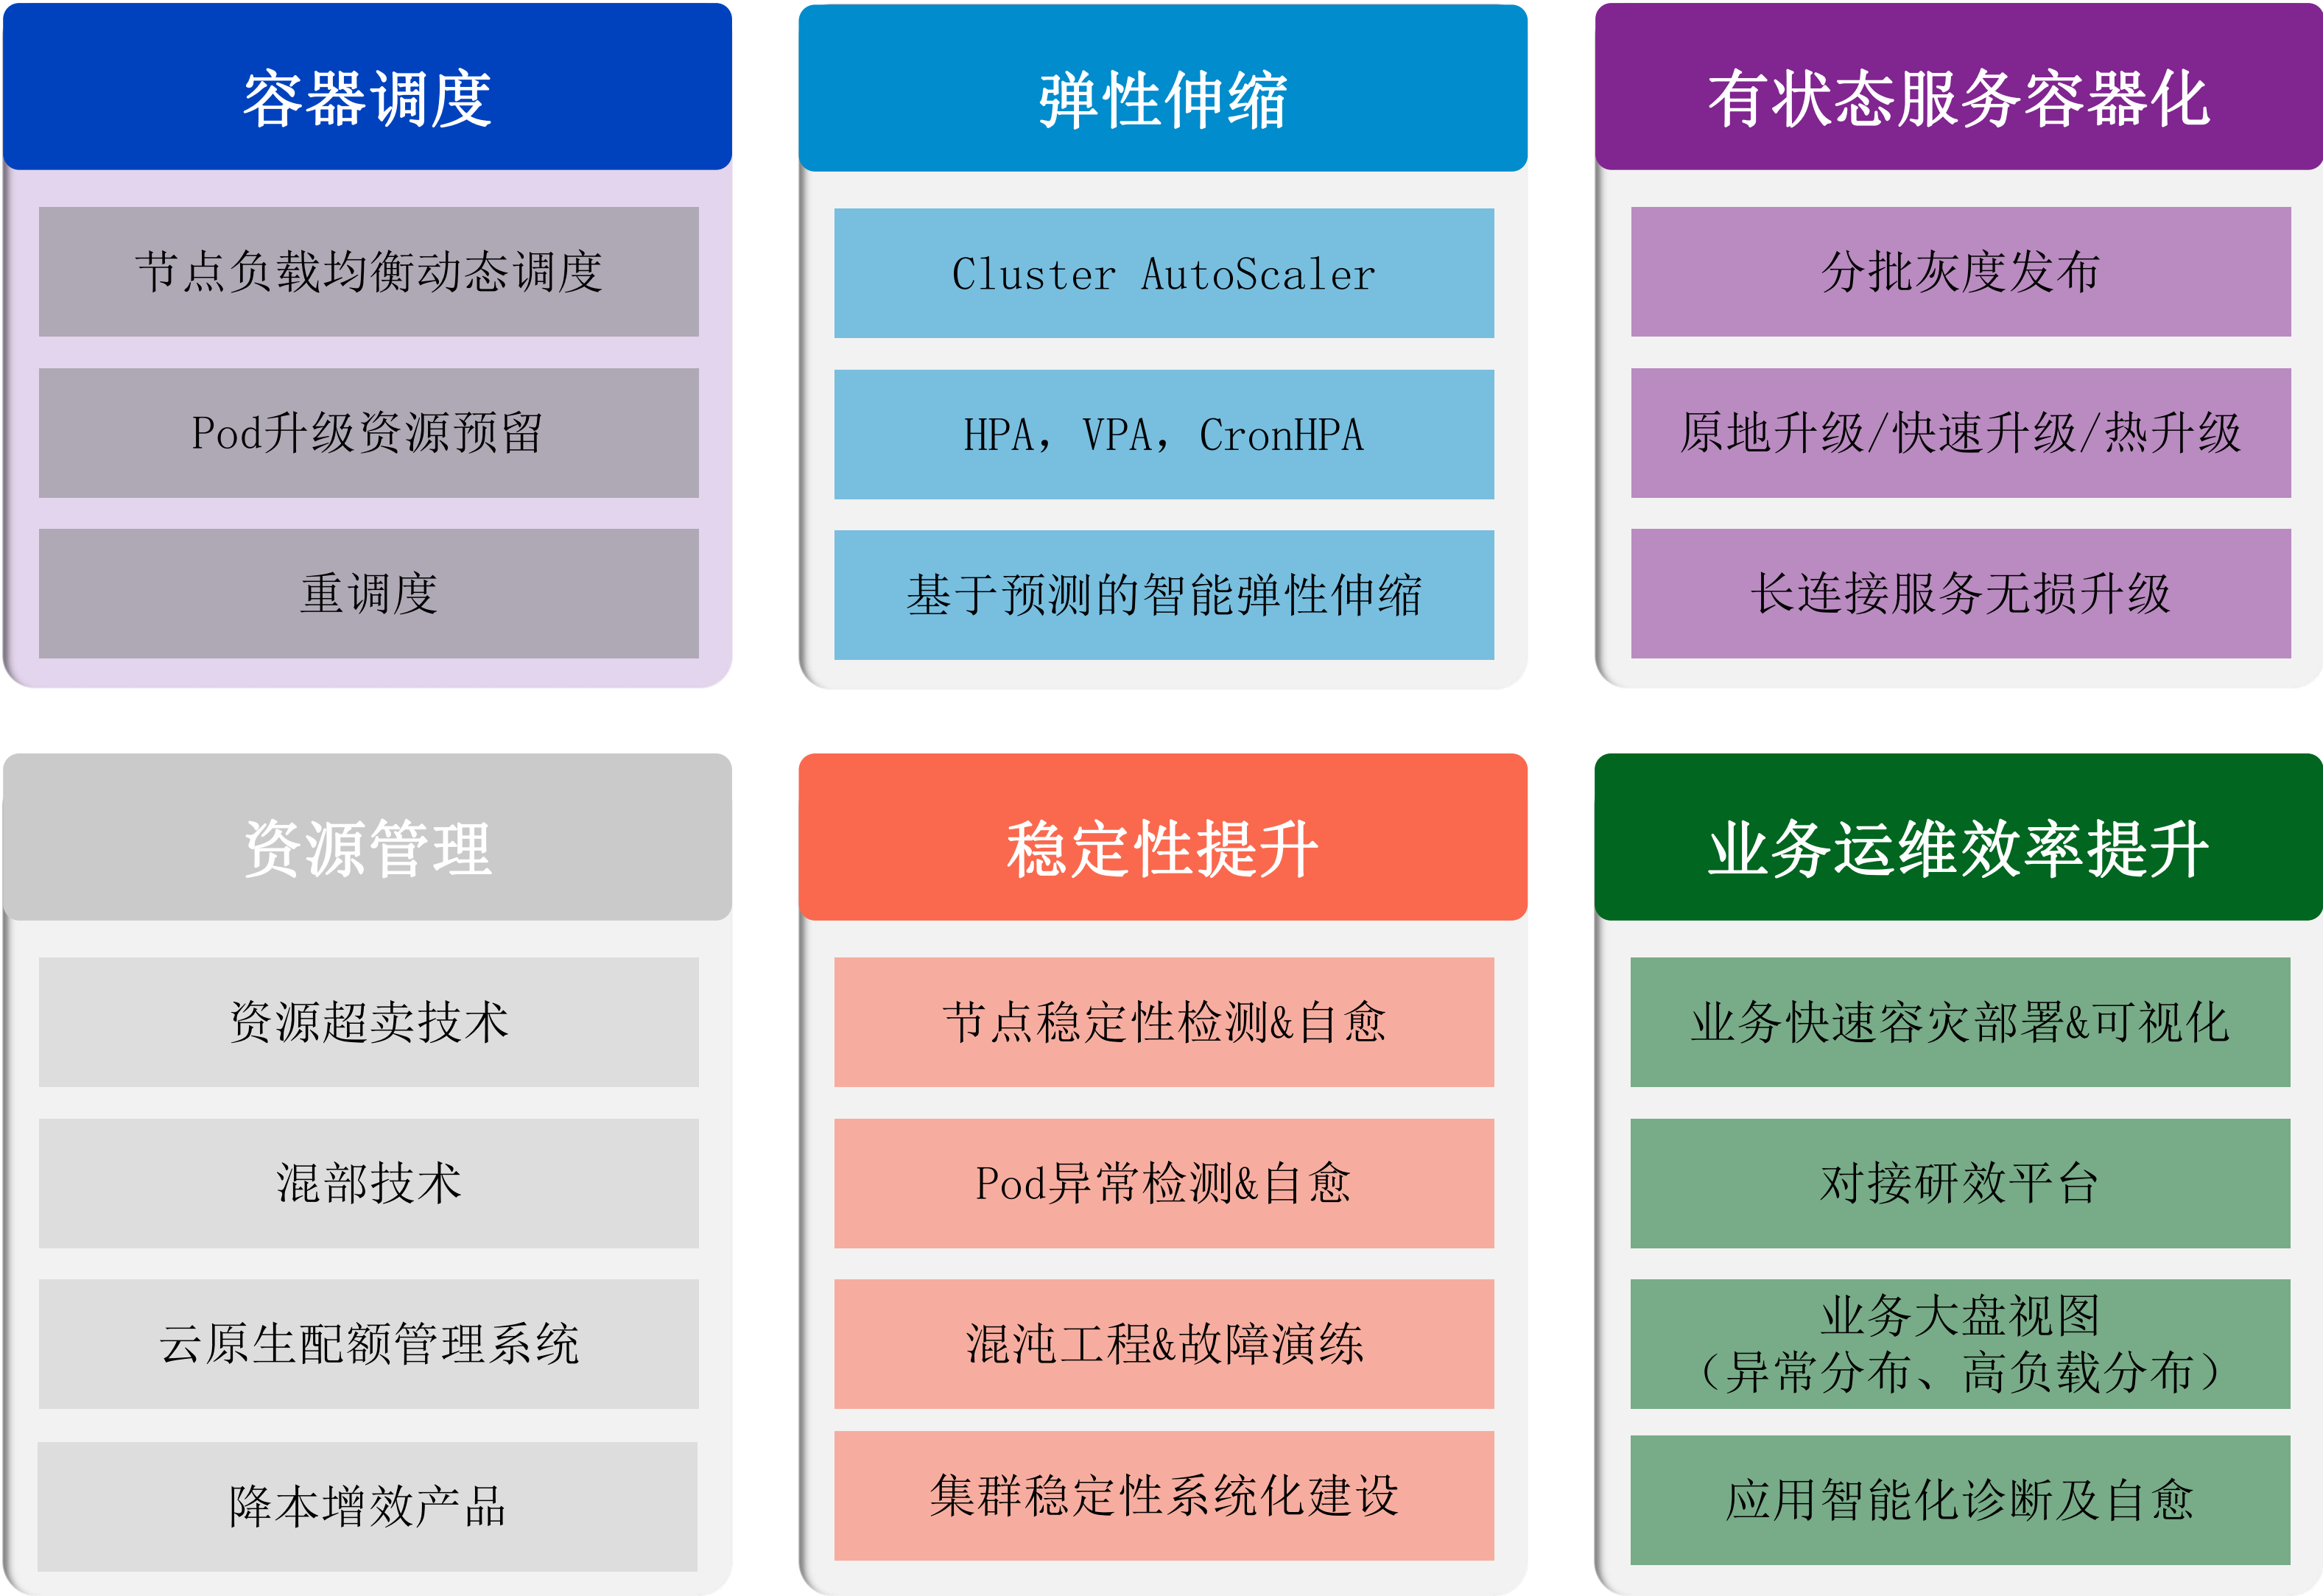 容器调度
节点负载均衡动态调度
Pod升级资源预留
重调度
弹性伸缩
Cluster AutoScaler
HPA，VPA，CronHPA
基于预测的智能弹性伸缩
有状态服务容器化
分批灰度发布
原地升级/快速升级/热升级
长连接服务无损升级
资源管理
资源超卖技术
混部技术
云原生配额管理系统
降本增效产品
稳定性提升
节点稳定性检测&自愈
Pod异常检测&自愈
混沌工程&故障演练
集群稳定性系统化建设
业务运维效率提升
业务快速容灾部署&可视化
对接研效平台
业务大盘视图
（异常分布、高负载分布）
应用智能化诊断及自愈